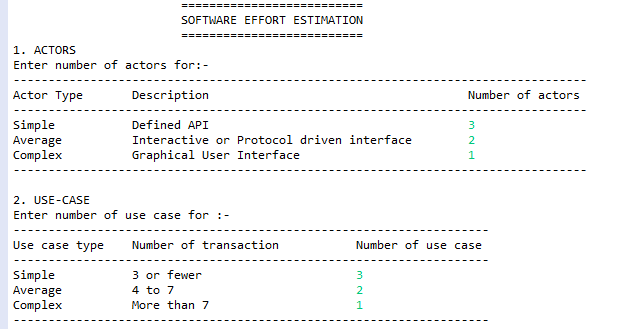 ==========================
SOFTWARE EFFORT ESTIMATION
==========================
1. ACTORS
Enter number of actors for:-
----------------------------------------------------------------------------------
Actor Type       Description                                     Number of actors
----------------------------------------------------------------------------------
Simple           Defined API                                     3
Average          Interactive or Protocol driven interface        2
Complex          Graphical User Interface                        1
----------------------------------------------------------------------------------
2. USE-CASE
Enter number of use case for :-
--------------------------------------------------------------------
Use case type    Number of transaction           Number of use case
--------------------------------------------------------------------
Simple           3 or fewer                      3
Average          4 to 7                          2
Complex          More than 7                     1
--------------------------------------------------------------------